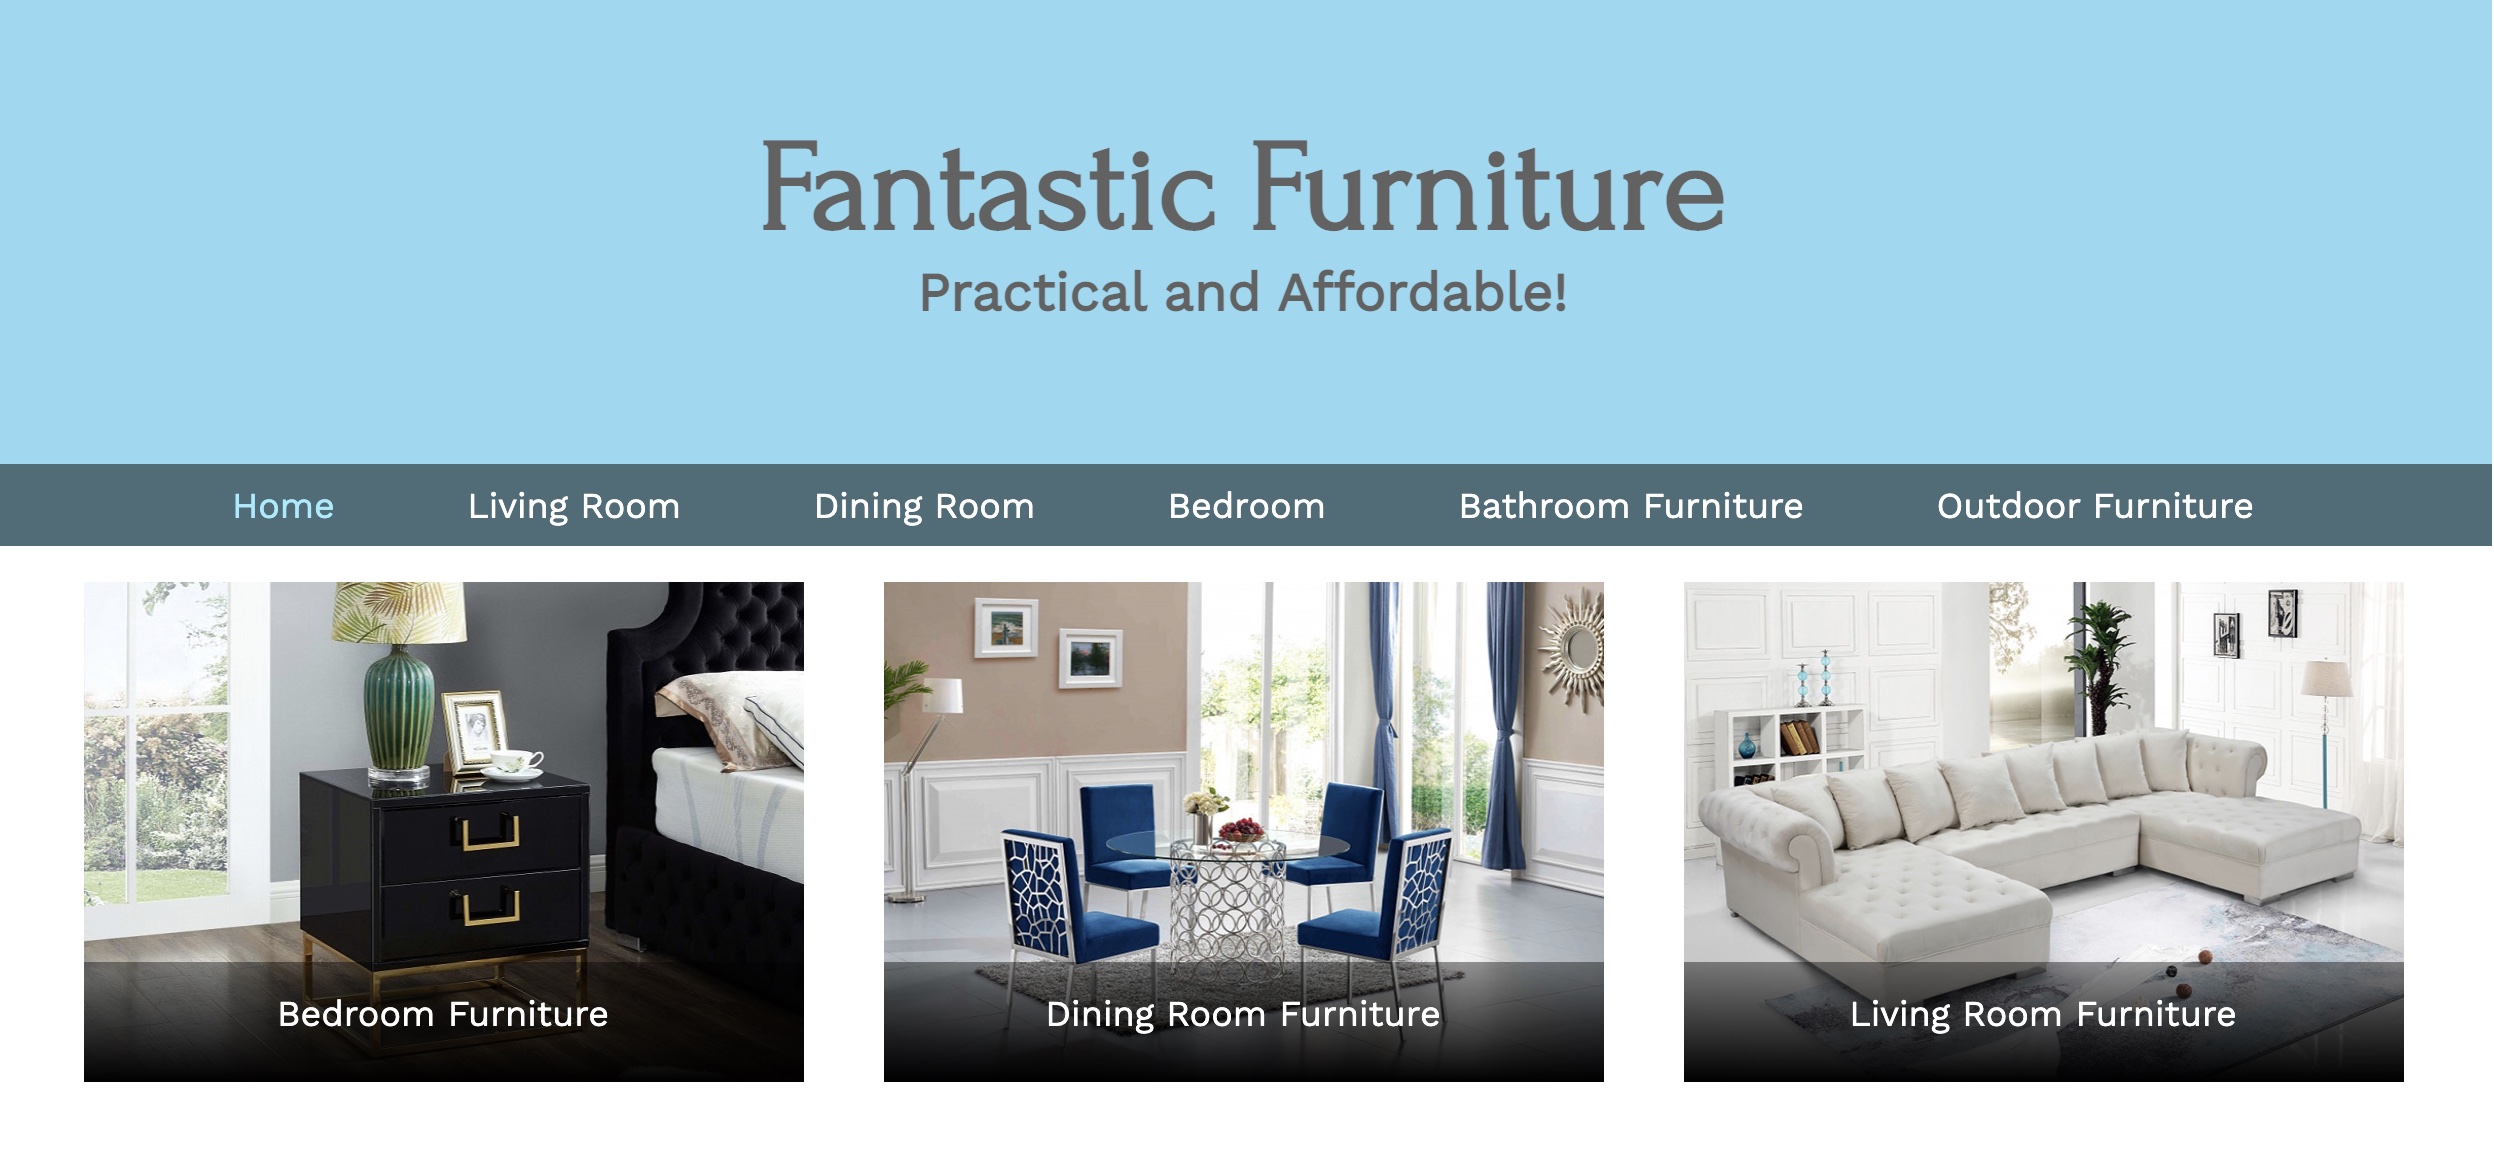 Fantastic Furniture
Practical and Affordable!
Home Living Room Dining Room Bedroom Bathroom Furniture Outdoor Furniture
Bedroom Furniture
Dining Room Furniture
Living Room Furniture